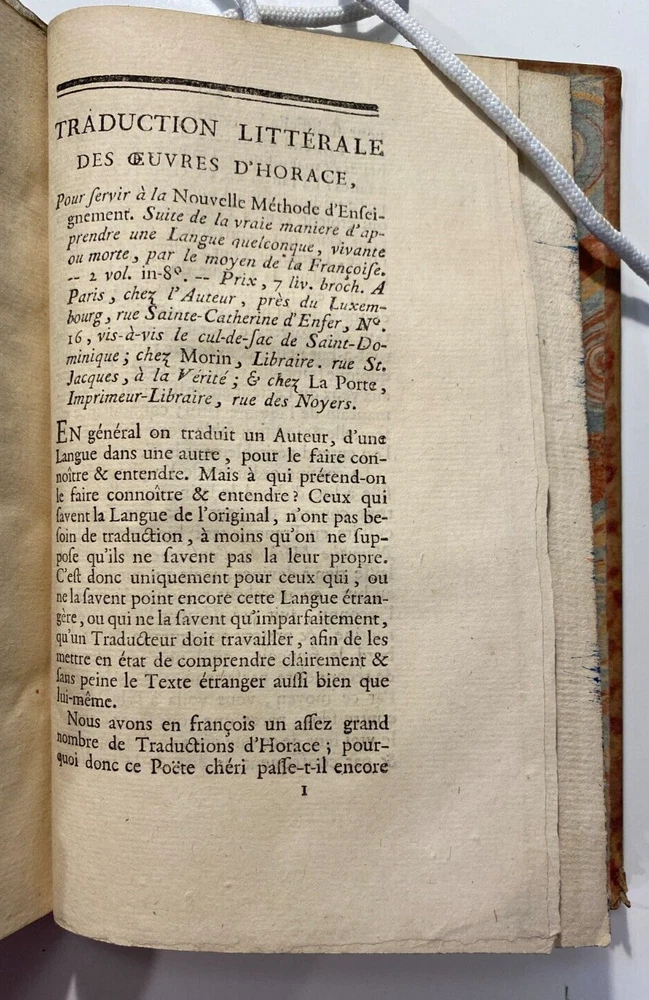 TRADUCTION LITTÉRALE
DES ŒUVRES D'HORACE,
Pour ſervir à la Nouvelle Méthode d'Enſei-
gnement. Suite de la vraie maniere d'ap-
prendre une Langue quelconque, vivante
ou morte, par le moyen de la Françoiſe.
-- 2 vol. in-8°. -- Prix, 7 liv. broch. A
Paris, chez l'Auteur, près du Luxem-
bourg, rue Sainte-Catherine d'Enfer, N°.
16, vis-à-vis le cul-de-ſac de Saint-Do-
minique; chez Morin, Libraire. rue St.
Jacques, à la Vérité; & chez La Porte,
Imprimeur-Libraire, rue des Noyers.
EN général on traduit un Auteur, d'une
Langue dans une autre, pour le faire con-
noître & entendre. Mais à qui prétend-on
le faire connoître & entendre? Ceux qui
ſavent la Langue de l'original, n'ont pas be-
ſoin de traduction, à moins qu'on ne ſup-
poſe qu'ils ne ſavent pas la leur propre.
C'eſt donc uniquement pour ceux qui, ou
ne la ſavent point encore cette Langue étran-
gère, ou qui ne la ſavent qu'imparfaitement,
qu'un Traducteur doit travailler, afin de les
mettre en état de comprendre clairement &
ſans peine le Texte étranger auſſi bien que
lui-même.
Nous avons en françois un aſſez grand
nombre de Traductions d'Horace; pour-
quoi donc ce Poëte chéri paſſe-t-il encore
1